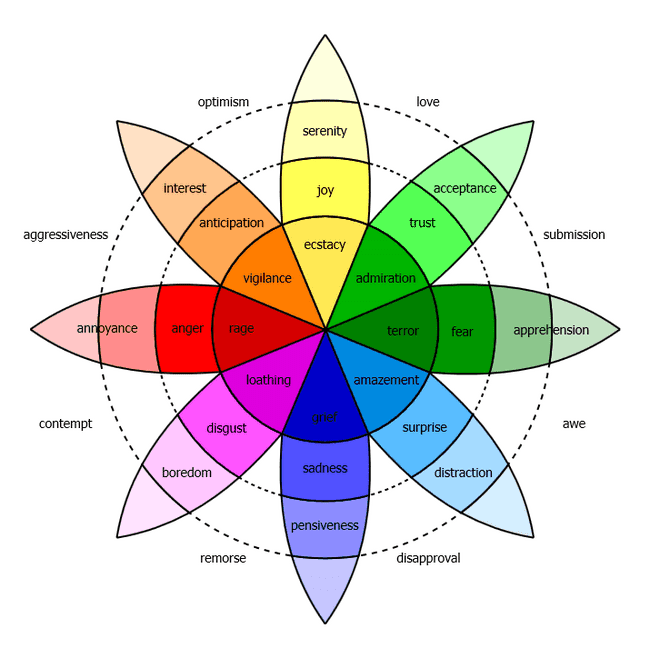 optimism
love
serenity
interest
acceptance
joy
anticipation
trust
aggressiveness
submission
ecstacy
vigilance
admiration
annoyance
anger
rage
terror
fear
apprehension
loathing
amazement
contempt
grief
awe
disgust
surprise
boredom
sadness
distraction
pensiveness
remorse
disapproval